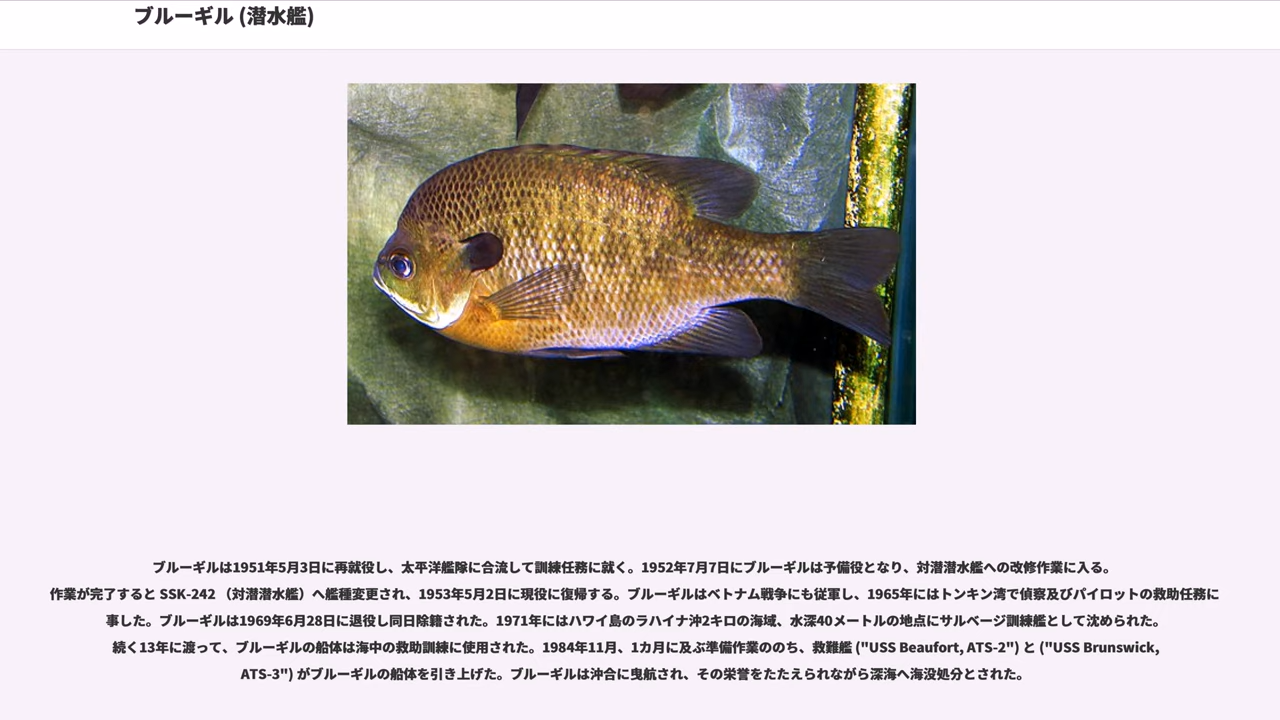 ブルーギル (潜水艦)
ブルーギルは1951年5月3日に再就役し、太平洋艦隊に合流して訓練任務に就く。1952年7月7日にブルーギルは予備役となり、対潜潜水艦への改修作業に入る。
作業が完了すると SSK-242 （対潜潜水艦）へ艦種変更され、1953年5月2日に現役に復帰する。ブルーギルはベトナム戦争にも従軍し、1965年にはトンキン湾で偵察及びパイロットの救助任務に
事した。ブルーギルは1969年6月28日に退役し同日除籍された。1971年にはハワイ島のラハイナ沖2キロの海域、水深40メートルの地点にサルベージ訓練艦として沈められた。
続く13年に渡って、ブルーギルの船体は海中の救助訓練に使用された。1984年11月、1カ月に及ぶ準備作業ののち、救難艦 ("USS Beaufort, ATS-2") と ("USS Brunswick,
ATS-3") がブルーギルの船体を引き上げた。ブルーギルは沖合に曳航され、その栄誉をたたえられながら深海へ海没処分とされた。